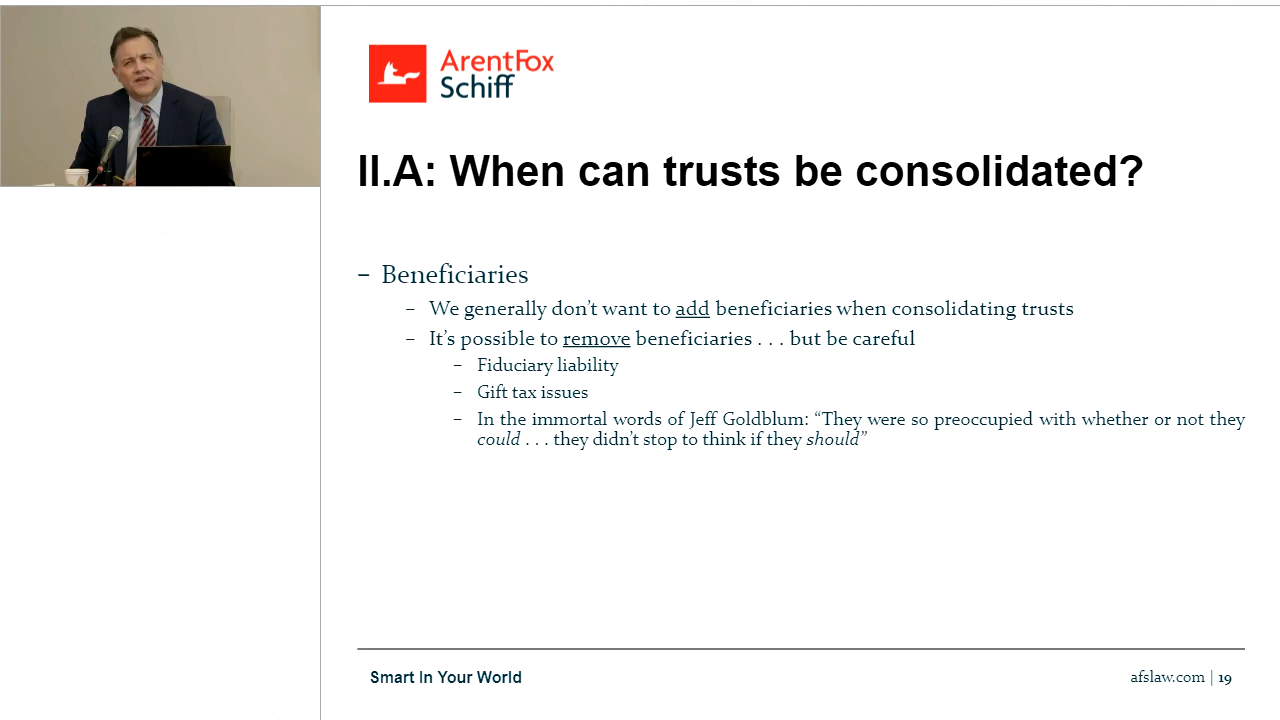 ArentFox
Schiff
II.A: When can trusts be consolidated?
– Beneficiaries
– We generally don’t want to add beneficiaries when consolidating trusts
– It’s possible to remove beneficiaries . . . but be careful
– Fiduciary liability
– Gift tax issues
– In the immortal words of Jeff Goldblum: “They were so preoccupied with whether or not they
could . . . they didn’t stop to think if they should”
Smart In Your World
afslaw.com | 19